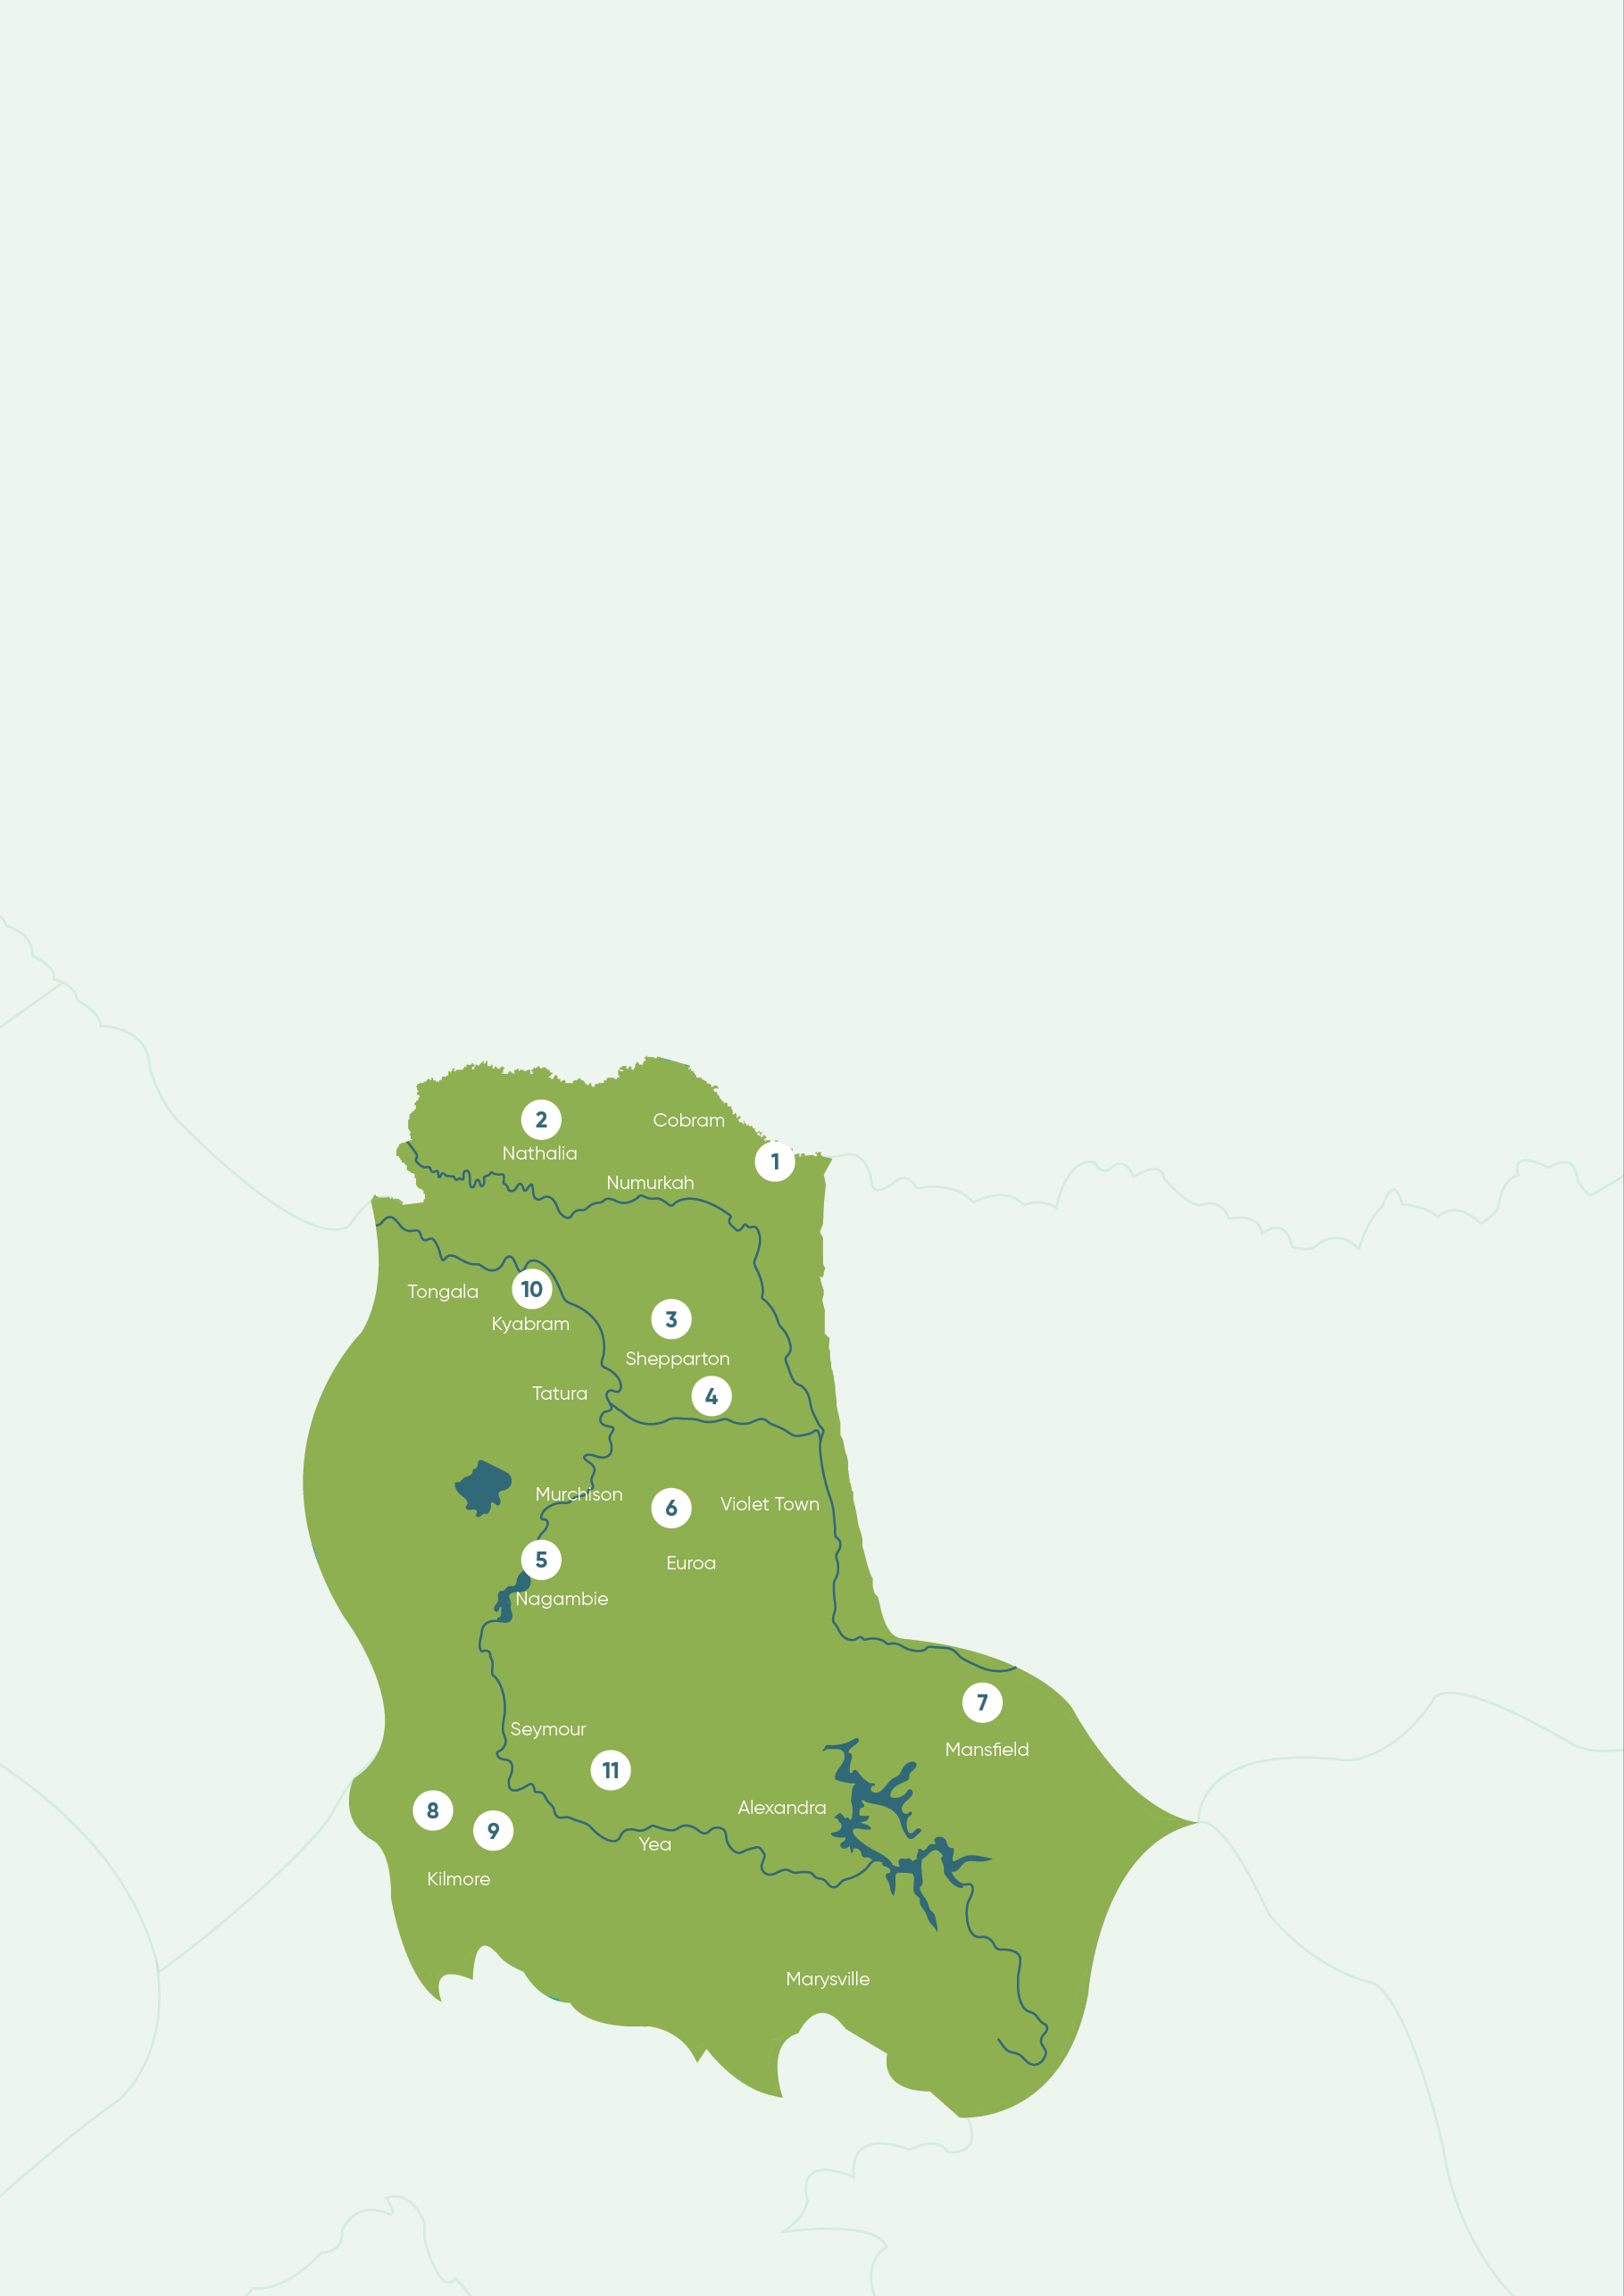 2
Cobram
Nathalia
1
Numurkah
Tongala
10
Kyabram
3
Shepparton
Tatura
4
Murchison
6
Violet Town
5
Euroa
Nagambie
7
Seymour
Mansfield
11
8
Alexandra
9
Yea
Kilmore
Marysville